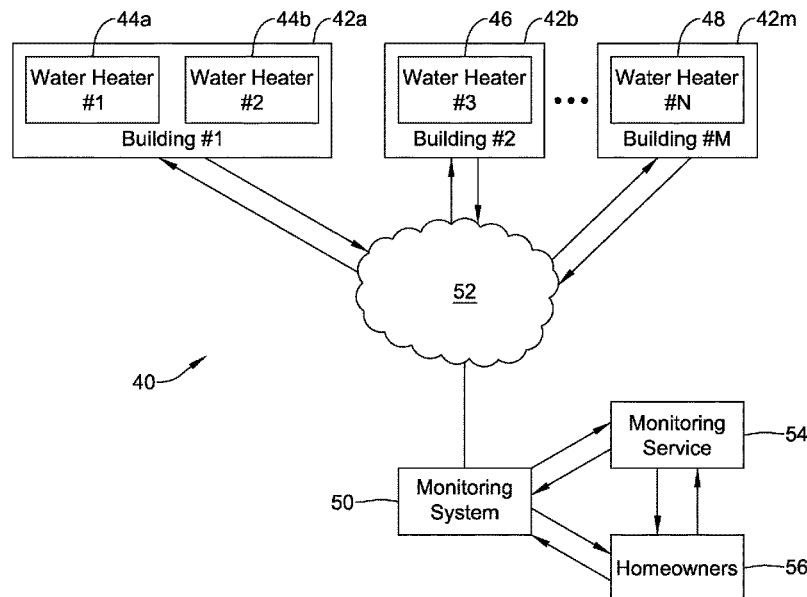 44a
44b
42a
46
42b
48
42m
Water Heater
#1
Water Heater
#2
Building #1
Water Heater
#3
Building #2
Water Heater
#N
Building #M
52
40
50
Monitoring
System
Monitoring
Service
54
Homeowners
56